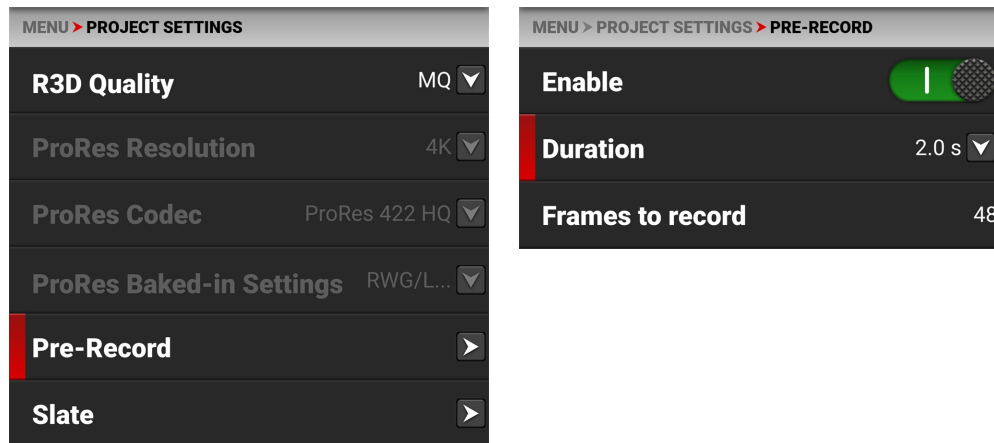 MENU ➤ PROJECT SETTINGS
R3D Quality MQ
ProRes Resolution 4K
ProRes Codec ProRes 422 HQ
ProRes Baked-in Settings RWG/L...
Pre-Record
Slate
MENU ➤ PROJECT SETTINGS ➤ PRE-RECORD
Enable
Duration 2.0 s
Frames to record 48